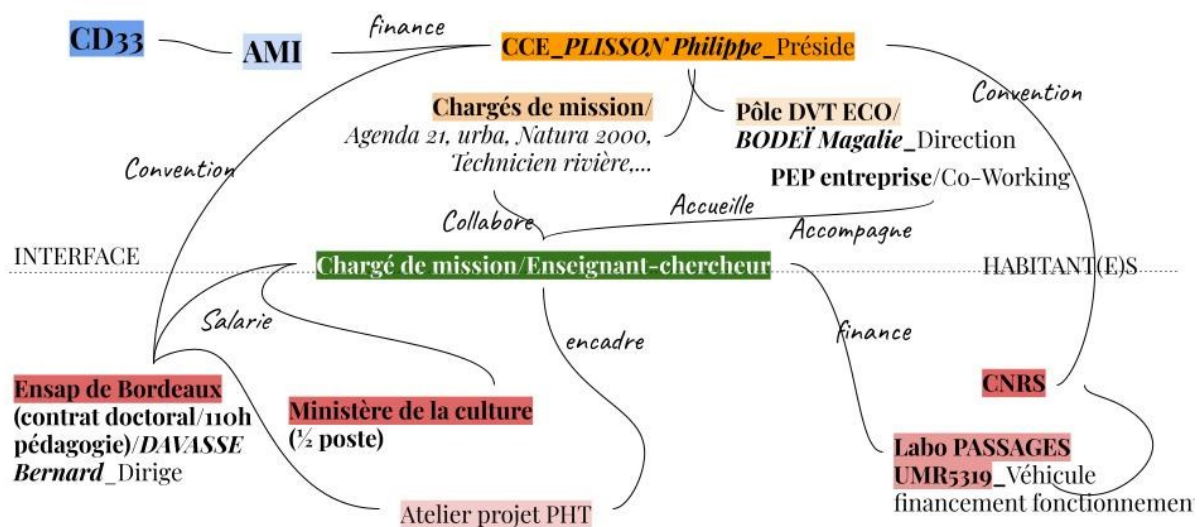 CD33
AMI
finance
CCE_PLISSON Philippe_Préside
Convention
Chargés de mission/
Agenda 21, urba, Natura 2000,
Technicien rivière,...
Pôle DVT ECO/
BODEÏ Magalie_Direction
PEP entreprise/Co-Working
Convention
Collabore
Accueille
Accompagne
INTERFACE
Chargé de mission/Enseignant-chercheur
HABITANT(E)S
Salarie
encadre
finance
Ensap de Bordeaux
(contrat doctoral/110h
pédagogie)/DAVASSE
Bernard_Dirige
Ministère de la culture
(½ poste)
CNRS
Labo PASSAGES
UMR5319_Véhicule
financement fonctionnement
Atelier projet PHT